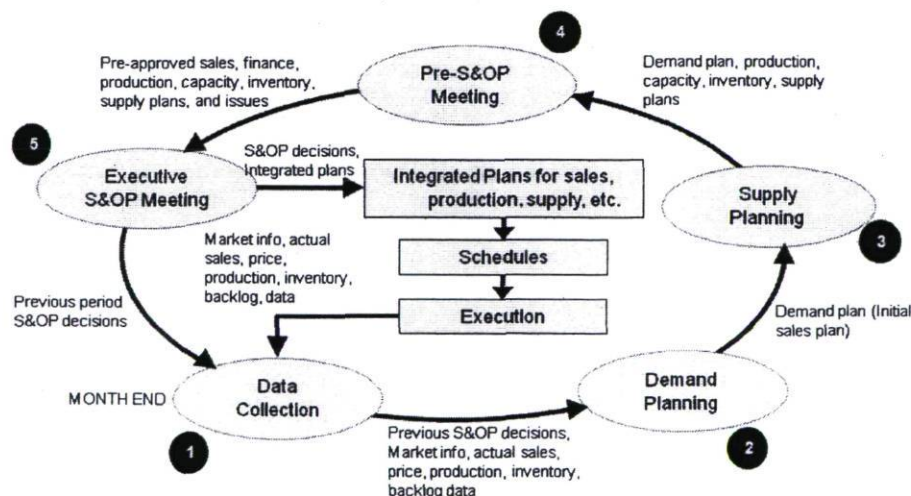 4
Pre-approved sales, finance,
production, capacity, inventory,
supply plans, and issues
Pre-S&OP
Meeting
Demand plan, production,
capacity, inventory, supply
plans
5
Executive
S&OP Meeting
S&OP decisions,
Integrated plans
Integrated Plans for sales,
production, supply, etc.
Supply
Planning
3
Market info, actual
sales, price,
production, inventory,
backlog, data
Schedules
Execution
Previous period
S&OP decisions
Demand plan (Initial
sales plan)
MONTH END
Data
Collection
1
Demand
Planning
2
Previous S&OP decisions,
Market info, actual sales,
price, production, inventory,
backlog data